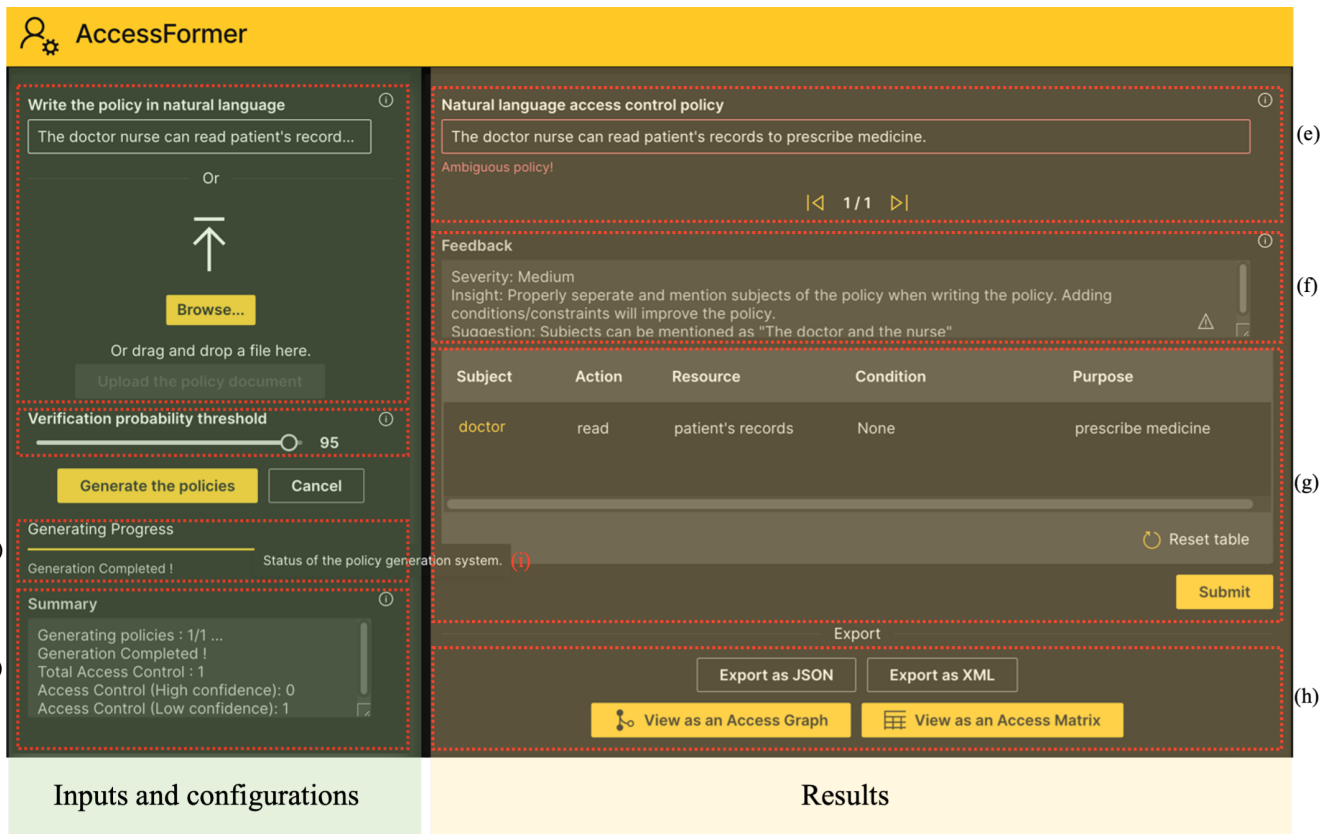 AccessFormer
Write the policy in natural language
The doctor nurse can read patient's record...
Or
Browse...
Or drag and drop a file here.
Upload the policy document
Verification probability threshold
95
Generate the policies
Cancel
Generating Progress
Generation Completed !
Status of the policy generation system.
(i)
)
Summary
Generating policies : 1/1 ...
Generation Completed !
Total Access Control : 1
Access Control (High confidence): 0
Access Control (Low confidence): 1
)
Inputs and configurations
Natural language access control policy
The doctor nurse can read patient's records to prescribe medicine.
(e)
Ambiguous policy!
1/1
Feedback
Severity: Medium
Insight: Properly seperate and mention subjects of the policy when writing the policy. Adding
conditions/constraints will improve the policy.
Suggestion: Subjects can be mentioned as "The doctor and the nurse"
(f)
Subject Action Resource Condition Purpose
doctor read patient's records None prescribe medicine
(g)
Reset table
Submit
Export
Export as JSON
Export as XML
View as an Access Graph
View as an Access Matrix
(h)
Results